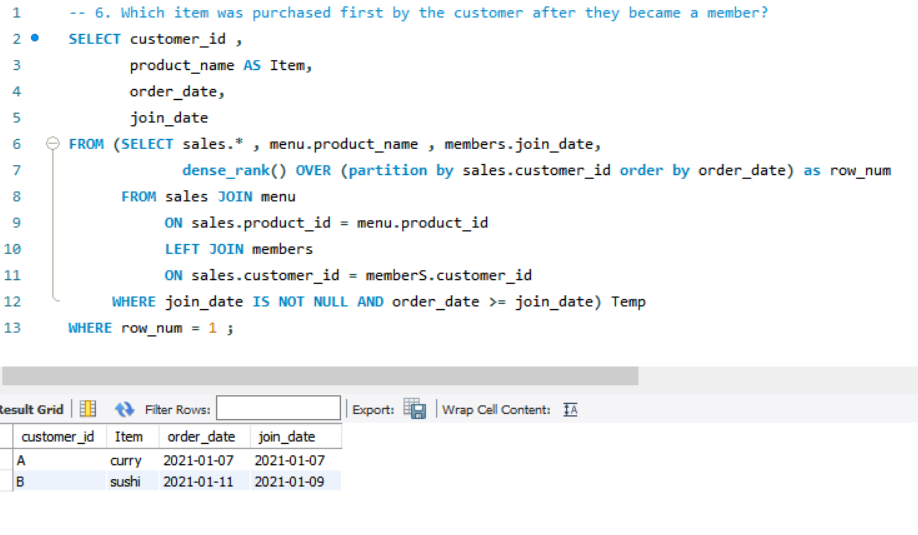 1 -- 6. Which item was purchased first by the customer after they became a member?
2 SELECT customer_id ,
3 product_name AS Item,
4 order_date,
5 join_date
6 FROM (SELECT sales.* , menu.product_name , members.join_date,
7 dense_rank() OVER (partition by sales.customer_id order by order_date) as row_num
8 FROM sales JOIN menu
9 ON sales.product_id = menu.product_id
10 LEFT JOIN members
11 ON sales.customer_id = memberS.customer_id
12 WHERE join_date IS NOT NULL AND order_date >= join_date) Temp
13 WHERE row_num = 1 ;
Result Grid Filter Rows: Export: Wrap Cell Content: IA
customer_id Item order_date join_date
A curry 2021-01-07 2021-01-07
B sushi 2021-01-11 2021-01-09